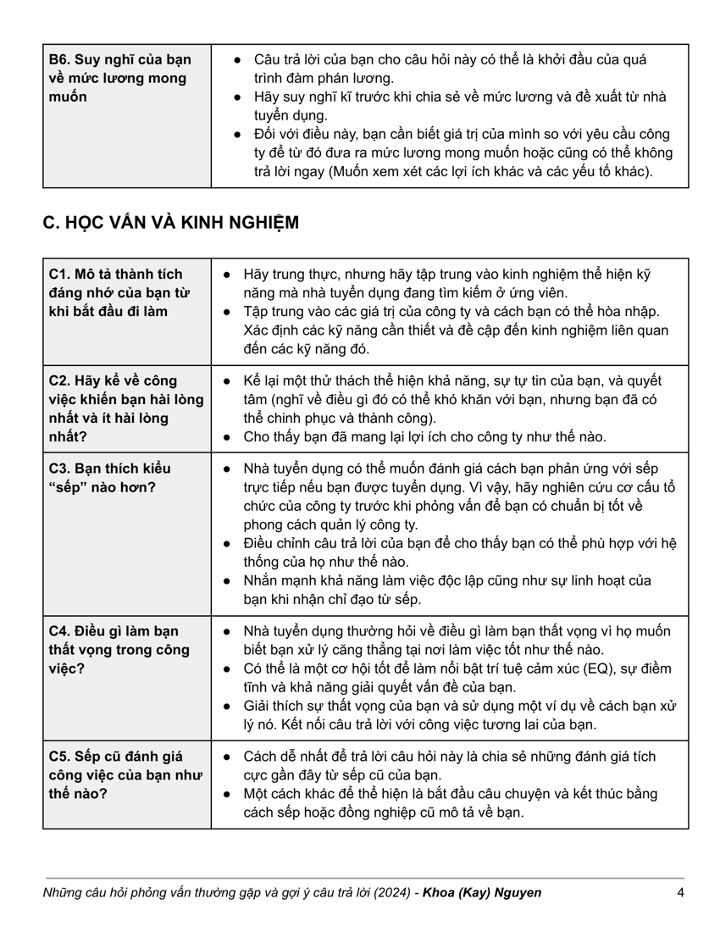 B6. Suy nghĩ của bạn
về mức lương mong
muốn
● Câu trả lời của bạn cho câu hỏi này có thể là khởi đầu của quá
trình đàm phán lương.
● Hãy suy nghĩ kĩ trước khi chia sẻ về mức lương và đề xuất từ nhà
tuyển dụng.
● Đối với điều này, bạn cần biết giá trị của mình so với yêu cầu công
ty để từ đó đưa ra mức lương mong muốn hoặc cũng có thể không
trả lời ngay (Muốn xem xét các lợi ích khác và các yếu tố khác).
C. HỌC VẤN VÀ KINH NGHIỆM
C1. Mô tả thành tích
đáng nhớ của bạn từ
khi bắt đầu đi làm
● Hãy trung thực, nhưng hãy tập trung vào kinh nghiệm thể hiện kỹ
năng mà nhà tuyển dụng đang tìm kiếm ở ứng viên.
● Tập trung vào các giá trị của công ty và cách bạn có thể hòa nhập.
Xác định các kỹ năng cần thiết và đề cập đến kinh nghiệm liên quan
đến các kỹ năng đó.
C2. Hãy kể về công
việc khiến bạn hài lòng
nhất và ít hài lòng
nhất?
● Kể lại một thử thách thể hiện khả năng, sự tự tin của bạn, và quyết
tâm (nghĩ về điều gì đó có thể khó khăn với bạn, nhưng bạn đã có
thể chinh phục và thành công).
● Cho thấy bạn đã mang lại lợi ích cho công ty như thế nào.
C3. Bạn thích kiểu
“sếp” nào hơn?
● Nhà tuyển dụng có thể muốn đánh giá cách bạn phản ứng với sếp
trực tiếp nếu bạn được tuyển dụng. Vì vậy, hãy nghiên cứu cơ cấu tổ
chức của công ty trước khi phỏng vấn để bạn có chuẩn bị tốt về
phong cách quản lý công ty.
● Điều chỉnh câu trả lời của bạn để cho thấy bạn có thể phù hợp với hệ
thống của họ như thế nào.
● Nhấn mạnh khả năng làm việc độc lập cũng như sự linh hoạt của
bạn khi nhận chỉ đạo từ sếp.
C4. Điều gì làm bạn
thất vọng trong công
việc?
● Nhà tuyển dụng thường hỏi về điều gì làm bạn thất vọng vì họ muốn
biết bạn xử lý căng thẳng tại nơi làm việc tốt như thế nào.
● Có thể là một cơ hội tốt để làm nổi bật trí tuệ cảm xúc (EQ), sự điềm
tĩnh và khả năng giải quyết vấn đề của bạn.
● Giải thích sự thất vọng của bạn và sử dụng một ví dụ về cách bạn xử
lý nó. Kết nối câu trả lời với công việc tương lai của bạn.
C5. Sếp cũ đánh giá
công việc của bạn như
thế nào?
● Cách dễ nhất để trả lời câu hỏi này là chia sẻ những đánh giá tích
cực gần đây từ sếp cũ của bạn.
● Một cách khác để thể hiện là bắt đầu câu chuyện và kết thúc bằng
cách sếp hoặc đồng nghiệp cũ mô tả về bạn.
Những câu hỏi phỏng vấn thường gặp và gợi ý câu trả lời (2024) - Khoa (Kay) Nguyen 4